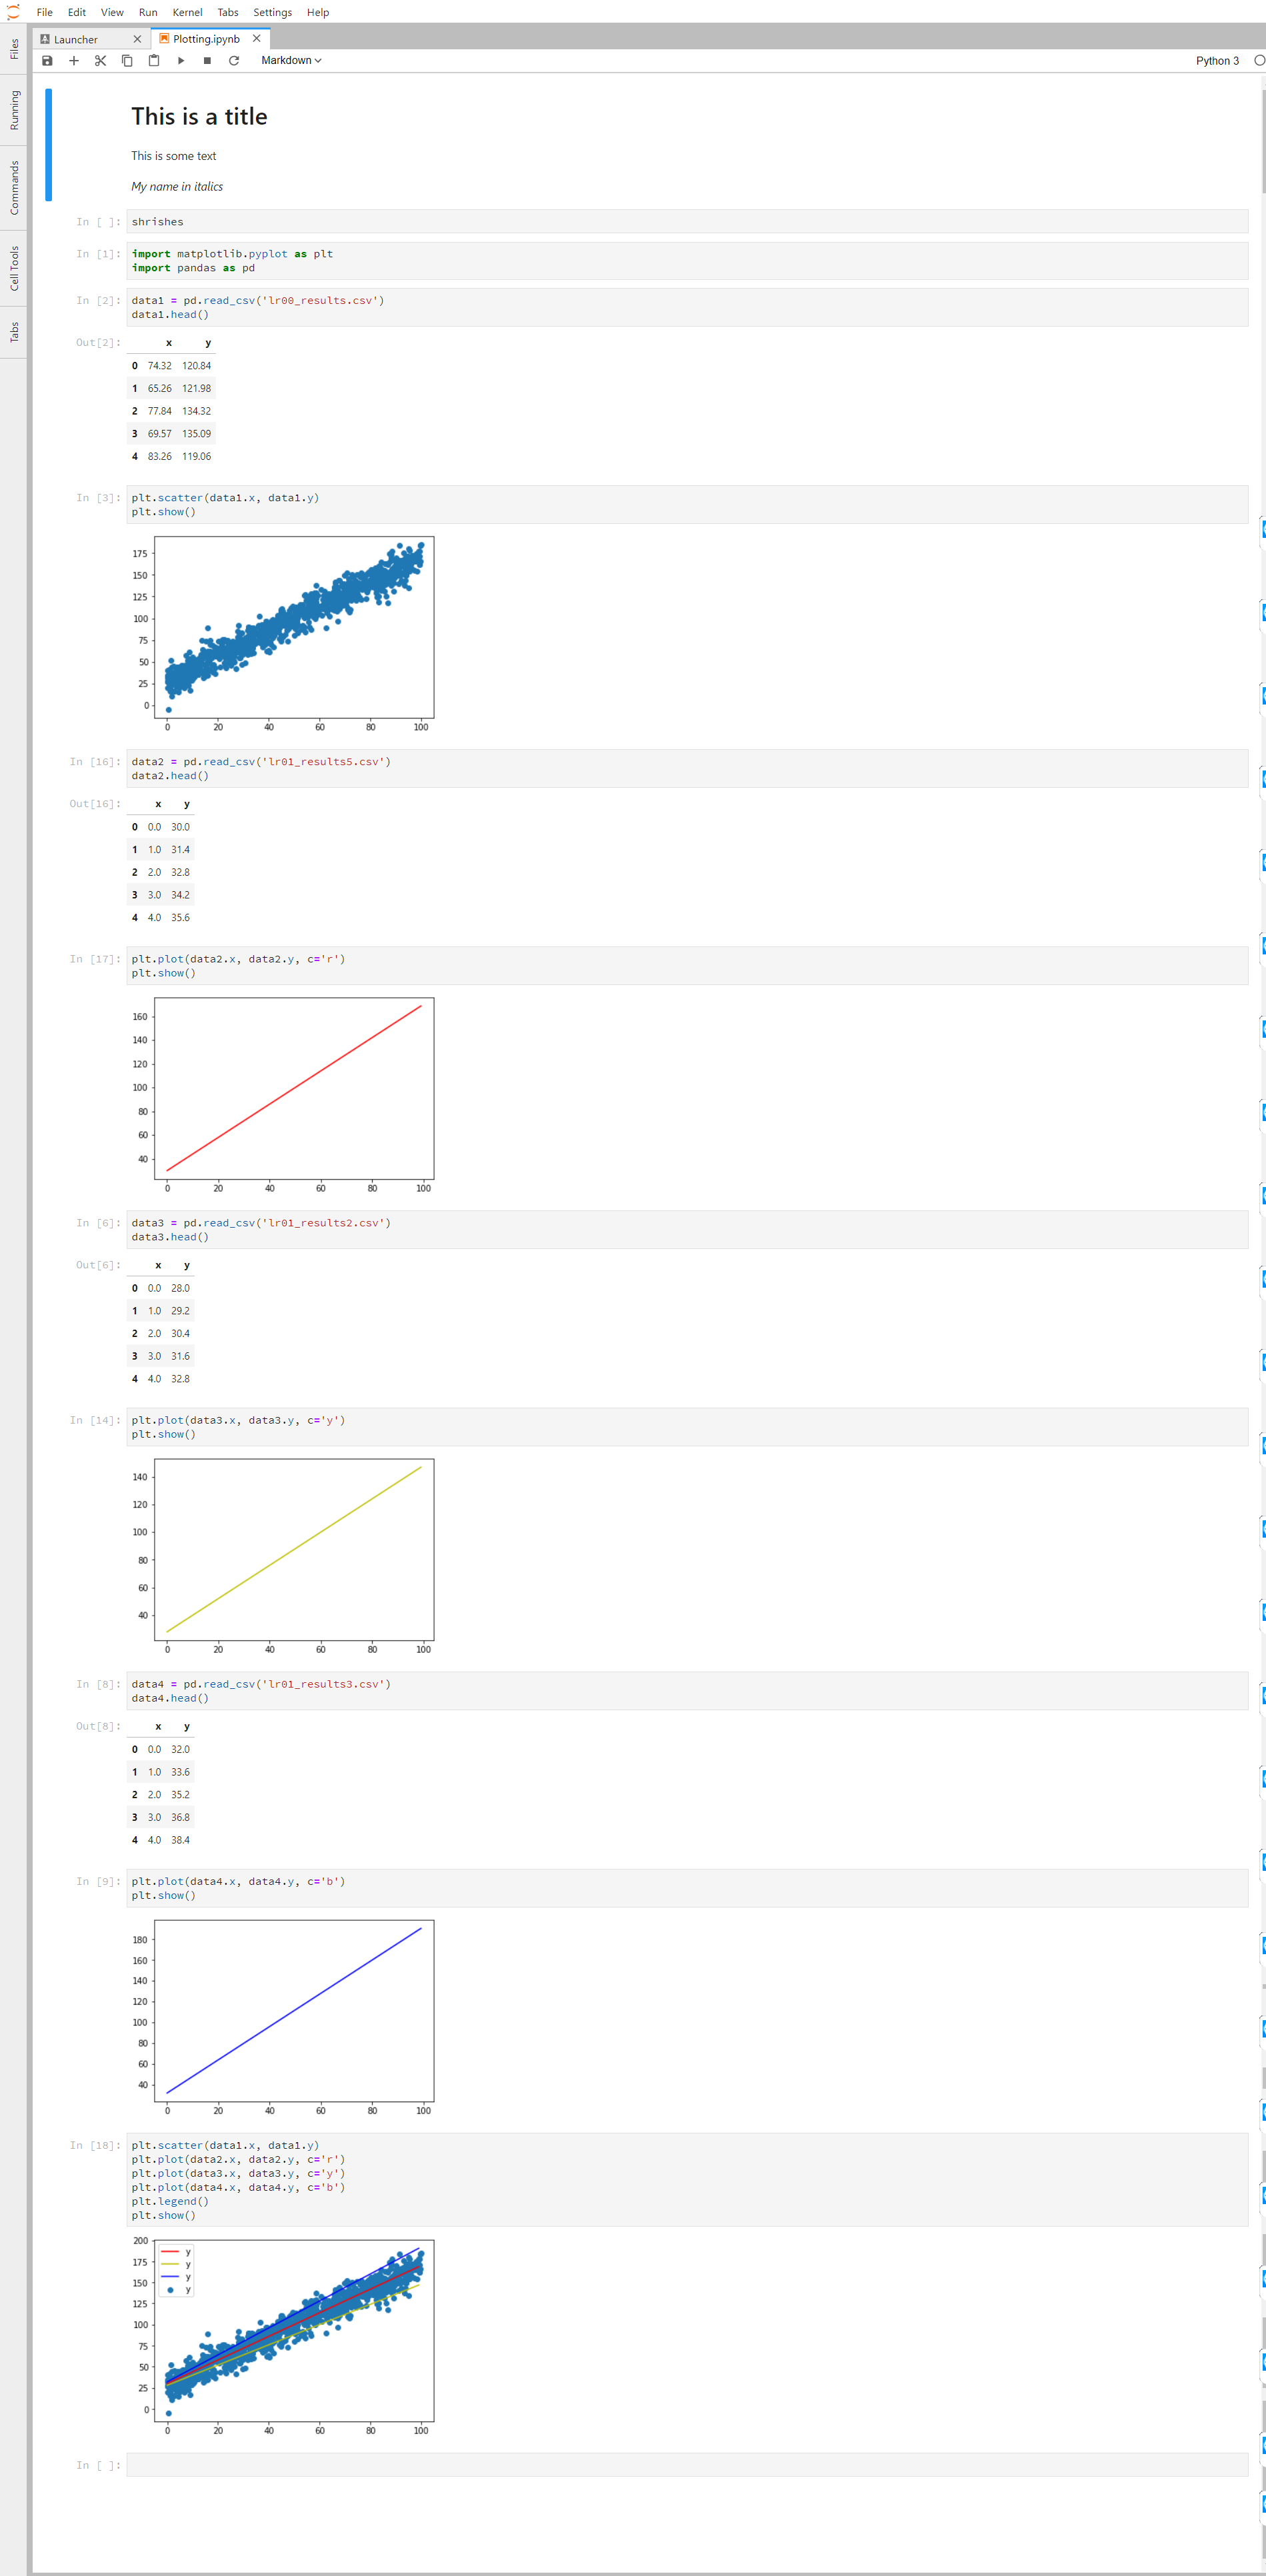 File Edit View Run Kernel Tabs Settings Help
Launcher
Plotting.ipynb
Markdown
Python 3
Files
Running
Commands
Cell Tools
Tabs
This is a title
This is some text
My name in italics
In [ ]: shrishes
In [1]: import matplotlib.pyplot as plt
import pandas as pd
In [2]: data1 = pd.read_csv('lr00_results.csv')
data1.head()
Out[2]: x y
0 74.32 120.84
1 65.26 121.98
2 77.84 134.32
3 69.57 135.09
4 83.26 119.06
In [3]: plt.scatter(data1.x, data1.y)
plt.show()
175
150
125
100
75
50
25
0
0 20 40 60 80 100
In [16]: data2 = pd.read_csv('lr01_results5.csv')
data2.head()
Out[16]: x y
0 0.0 30.0
1 1.0 31.4
2 2.0 32.8
3 3.0 34.2
4 4.0 35.6
In [17]: plt.plot(data2.x, data2.y, c='r')
plt.show()
160
140
120
100
80
60
40
0 20 40 60 80 100
In [6]: data3 = pd.read_csv('lr01_results2.csv')
data3.head()
Out[6]: x y
0 0.0 28.0
1 1.0 29.2
2 2.0 30.4
3 3.0 31.6
4 4.0 32.8
In [14]: plt.plot(data3.x, data3.y, c='y')
plt.show()
140
120
100
80
60
40
0 20 40 60 80 100
In [8]: data4 = pd.read_csv('lr01_results3.csv')
data4.head()
Out[8]: x y
0 0.0 32.0
1 1.0 33.6
2 2.0 35.2
3 3.0 36.8
4 4.0 38.4
In [9]: plt.plot(data4.x, data4.y, c='b')
plt.show()
180
160
140
120
100
80
60
40
0 20 40 60 80 100
In [18]: plt.scatter(data1.x, data1.y)
plt.plot(data2.x, data2.y, c='r')
plt.plot(data3.x, data3.y, c='y')
plt.plot(data4.x, data4.y, c='b')
plt.legend()
plt.show()
200
175
150
125
100
75
50
25
0
y
y
y
y
0 20 40 60 80 100
In [ ]: